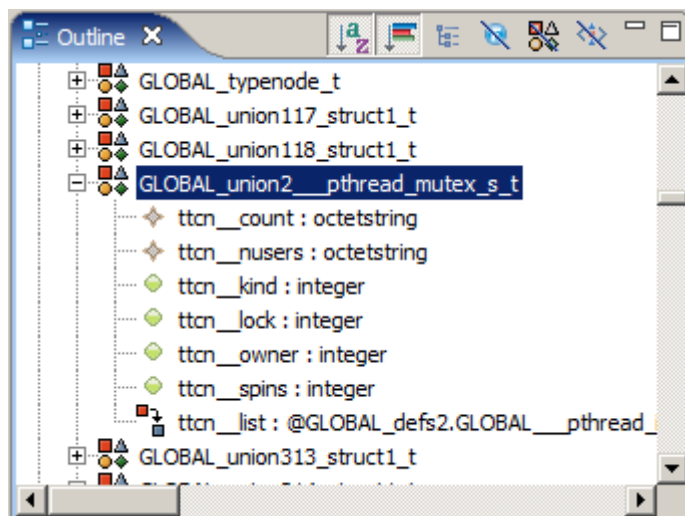 Outline
GLOBAL_typenode_t
GLOBAL_union117_struct1_t
GLOBAL_union118_struct1_t
GLOBAL_union2___pthread_mutex_s_t
ttcn__count : octetstring
ttcn__nusers : octetstring
ttcn__kind : integer
ttcn__lock : integer
ttcn__owner : integer
ttcn__spins : integer
ttcn__list : @GLOBAL_defs2.GLOBAL___pthread_
GLOBAL_union313_struct1_t